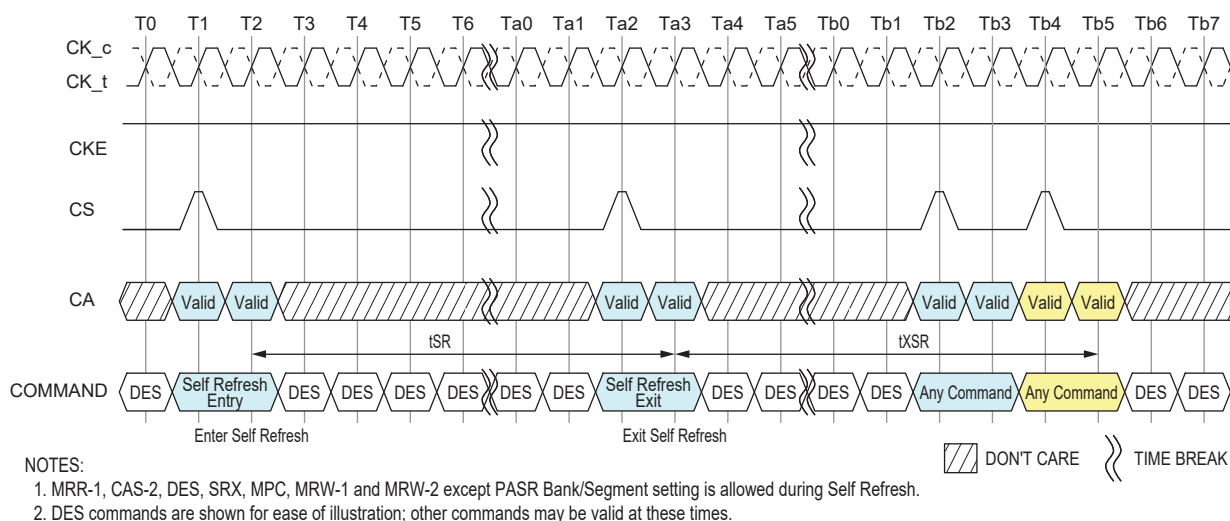 T0 T1 T2 T3 T4 T5 T6 Ta0 Ta1 Ta2 Ta3 Ta4 Ta5 Tb0 Tb1 Tb2 Tb3 Tb4 Tb5 Tb6 Tb7
CK_c
CK_t
CKE
CS
CA Valid Valid Valid Valid Valid Valid Valid Valid
tSR tXSR
COMMAND DES Self Refresh Entry DES DES DES DES DES DES Self Refresh Exit DES DES DES DES Any Command Any Command DES DES
Enter Self Refresh Exit Self Refresh
DON'T CARE TIME BREAK
NOTES:
1. MRR-1, CAS-2, DES, SRX, MPC, MRW-1 and MRW-2 except PASR Bank/Segment setting is allowed during Self Refresh.
2. DES commands are shown for ease of illustration; other commands may be valid at these times.